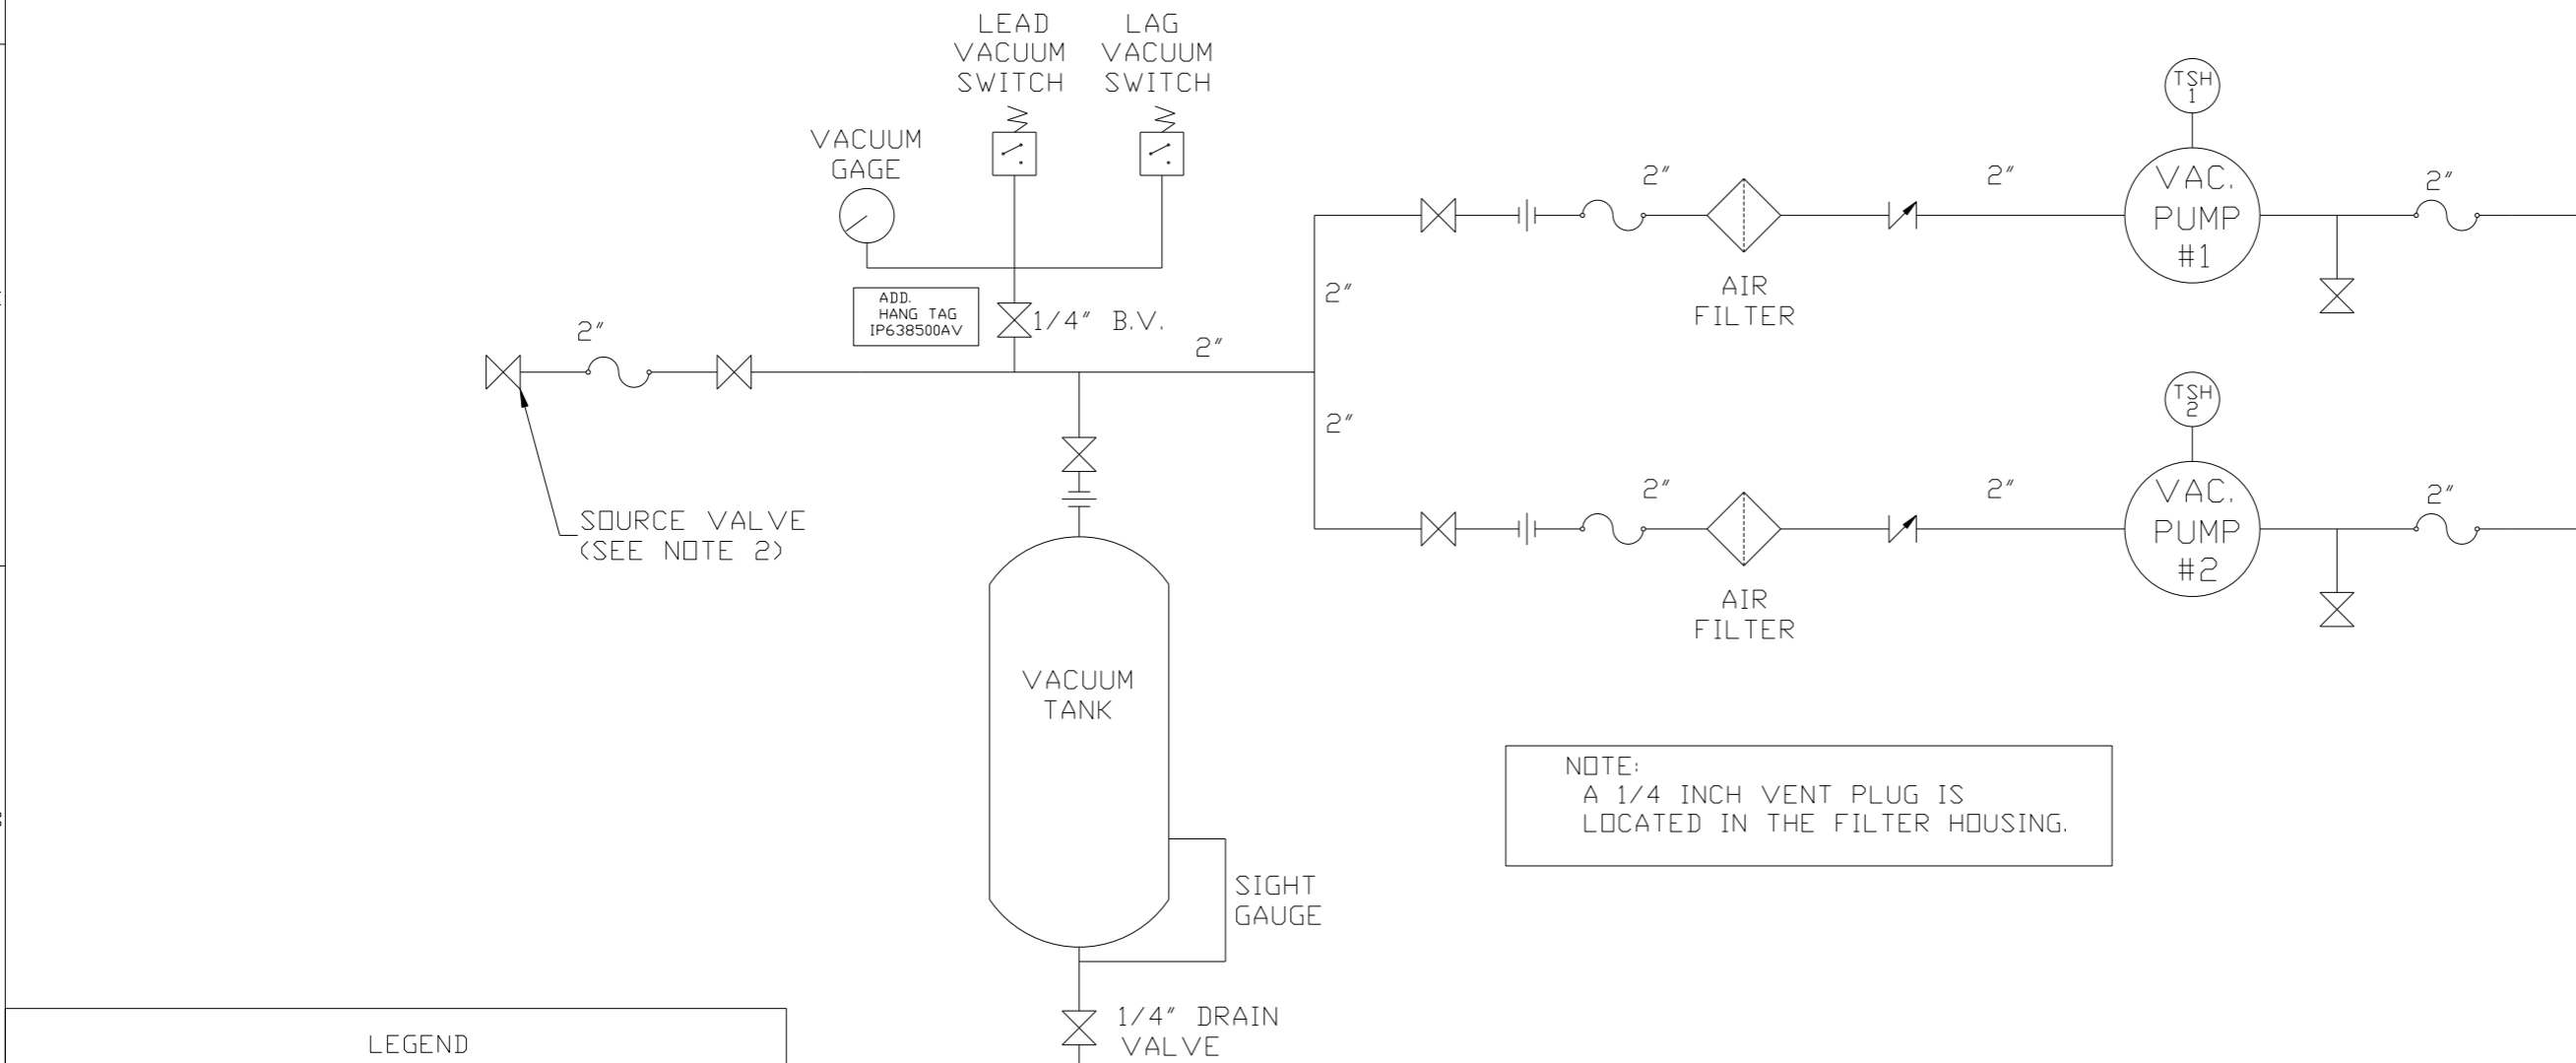 LEAD
VACUUM
SWITCH
LAG
VACUUM
SWITCH
VACUUM
GAGE
ADD.
HANG TAG
IP638500AV
1/4" B.V.
2"
2"
2"
2"
SOURCE VALVE
(SEE NOTE 2)
2"
AIR
FILTER
2"
TSH
1
VAC.
PUMP
#1
2"
2"
AIR
FILTER
2"
TSH
2
VAC.
PUMP
#2
2"
VACUUM
TANK
SIGHT
GAUGE
NOTE:
A 1/4 INCH VENT PLUG IS
LOCATED IN THE FILTER HOUSING.
1/4" DRAIN
VALVE
LEGEND